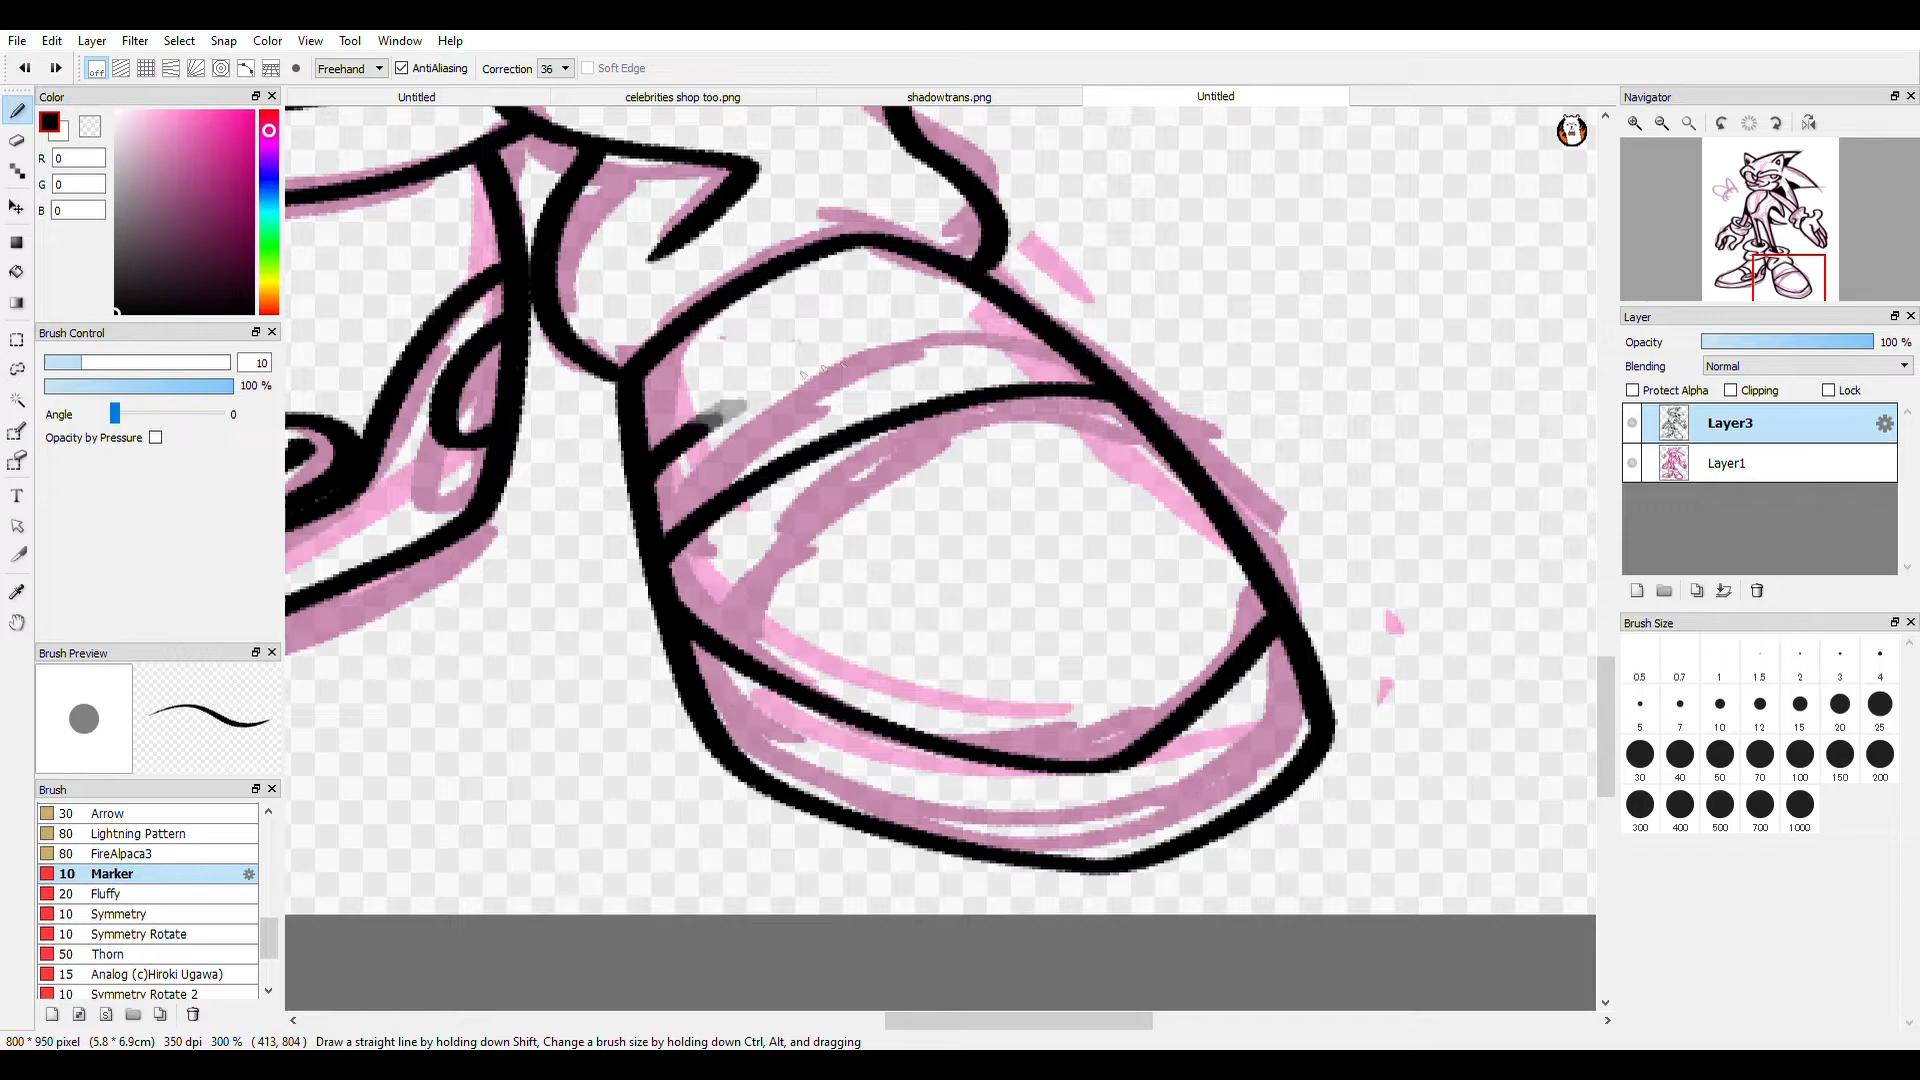 File Edit Layer Filter Select Snap Color View Tool Window Help
off Freehand AntiAliasing Correction 36 Soft Edge
Color
Untitled celebrities shop too.png shadowtrans.png Untitled
Navigator
R 0
G 0
B 0
Brush Control
10
100 %
Angle 0
Opacity by Pressure
Layer
Opacity 100 %
Blending Normal
Protect Alpha Clipping Lock
Layer3
Layer1
Brush Preview
Brush Size
0.5 0.7 1 1.5 2 3 4
5 7 10 12 15 20 25
30 40 50 70 100 150 200
300 400 500 700 1000
Brush
30 Arrow
80 Lightning Pattern
80 FireAlpaca3
10 Marker
20 Fluffy
10 Symmetry
10 Symmetry Rotate
50 Thorn
15 Analog (c)Hiroki Ugawa)
10 Symmetry Rotate 2
800 * 950 pixel (5.8 * 6.9cm) 350 dpi 300 % ( 413, 804 ) Draw a straight line by holding down Shift, Change a brush size by holding down Ctrl, Alt, and dragging